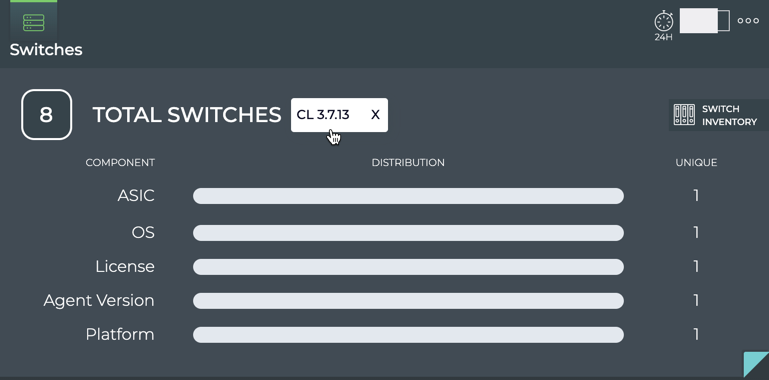 24H
Switches
8 TOTAL SWITCHES CL 3.7.13 X
SWITCH
INVENTORY
COMPONENT DISTRIBUTION UNIQUE
ASIC 1
OS 1
License 1
Agent Version 1
Platform 1